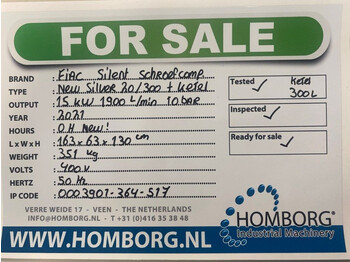 FOR SALE
BRAND : FiAC Silent Schroefcomp.
TYPE : New Silver 20/300 + Ketel
OUTPUT : 15 kW 1900 L/min 10 bar
YEAR : 2021
HOURS : 0.H New!
L x W x H : 163 x 63 x 130 cm
WEIGHT : 351 kg
VOLTS : 400 V
HERTZ : 50 Hz
IP CODE : 0003907-364-517
Tested ✓ Ketel
300 L
Inspected ✓
Ready for sale ✓
VERRE WEIDE 17 - VEEN - THE NETHERLANDS
INFO@HOMBORG.NL - T +31 (0)416 35 38 48
WWW.HOMBORG.NL
HOMBORG®
Industrial Machinery